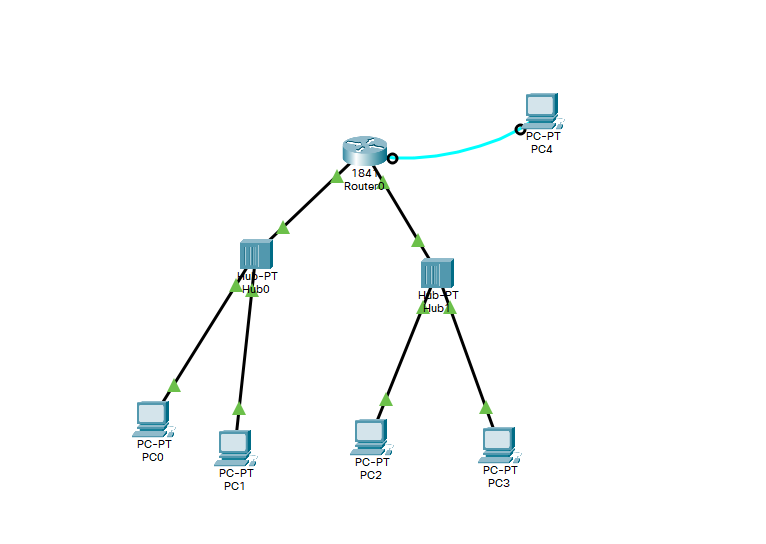 PC-PT
PC4
1841
Router0
Hub-PT
Hub0
Hub-PT
Hub1
PC-PT
PC0
PC-PT
PC1
PC-PT
PC2
PC-PT
PC3